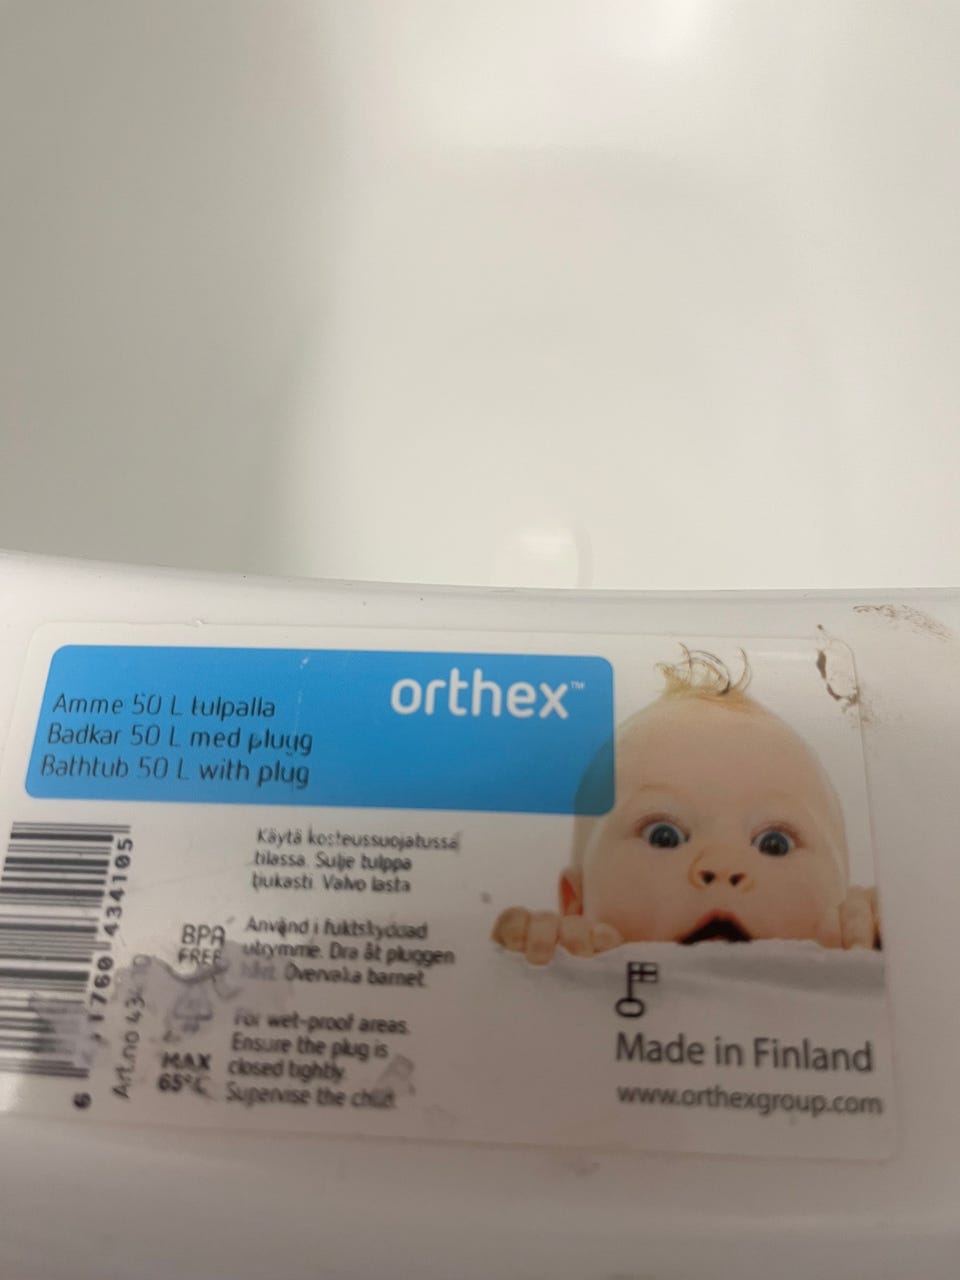 orthex™
Amme 50 L tulpalla
Badkar 50 L med plugg
Bathtub 50 L with plug
Käytä kosteussuojatussa
tilassa. Sulje tulppa
tiukasti. Valvo lasta
Använd i fuktskyddad
utrymme. Dra åt pluggen
Övervaka barnet
For wet-proof areas.
Ensure the plug is
closed tightly
Supervise the child.
BPA
FREE
MAX
65°C
434105
Art.no
Made in Finland
www.orthexgroup.com